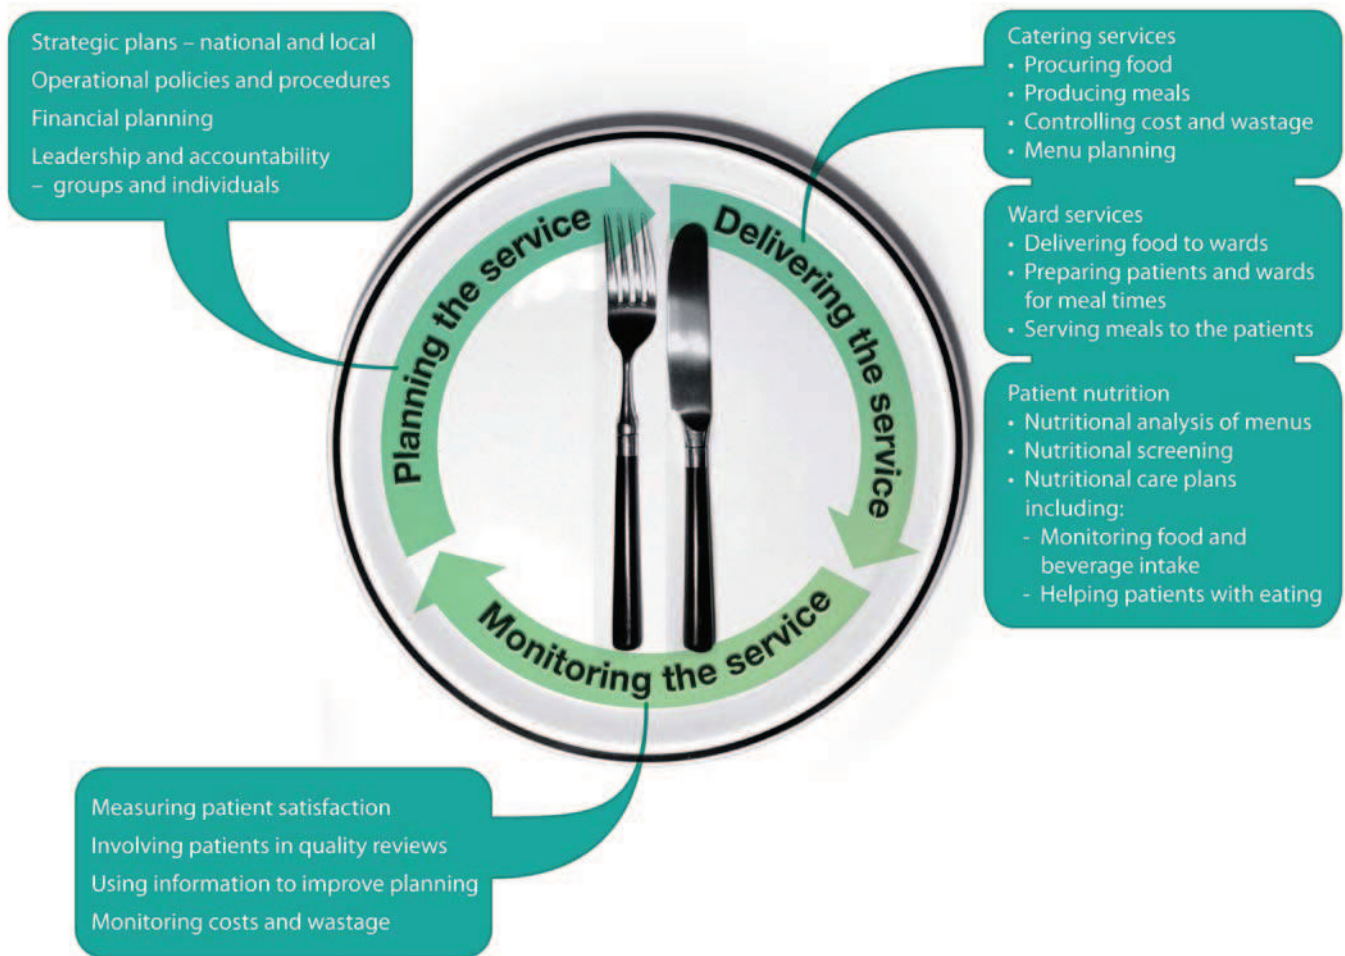 Strategic plans – national and local
Operational policies and procedures
Financial planning
Leadership and accountability
– groups and individuals
Planning the service
Delivering the service
Monitoring the service
Catering services
• Procuring food
• Producing meals
• Controlling cost and wastage
• Menu planning
Ward services
• Delivering food to wards
• Preparing patients and wards
for meal times
• Serving meals to the patients
Patient nutrition
• Nutritional analysis of menus
• Nutritional screening
• Nutritional care plans
including:
- Monitoring food and
beverage intake
- Helping patients with eating
Measuring patient satisfaction
Involving patients in quality reviews
Using information to improve planning
Monitoring costs and wastage